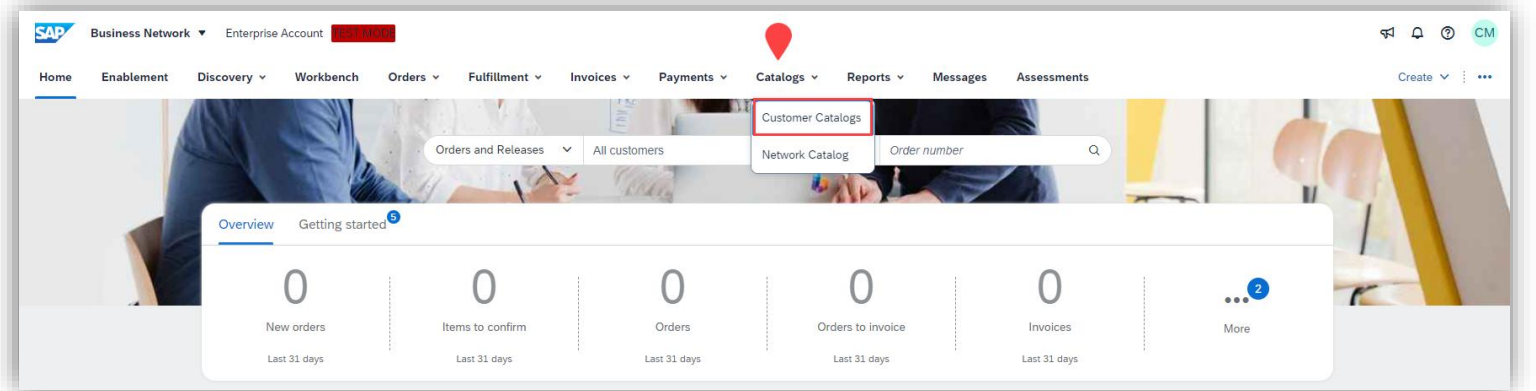 SAP Business Network Enterprise Account TEST MODE CM
Home Enablement Discovery Workbench Orders Fulfillment Invoices Payments Catalogs Reports Messages Assessments Create
Customer Catalogs
Orders and Releases All customers Order number
Network Catalog
Overview Getting started 5
0 0 0 0 0 ... 2
New orders Items to confirm Orders Orders to invoice Invoices More
Last 31 days Last 31 days Last 31 days Last 31 days Last 31 days